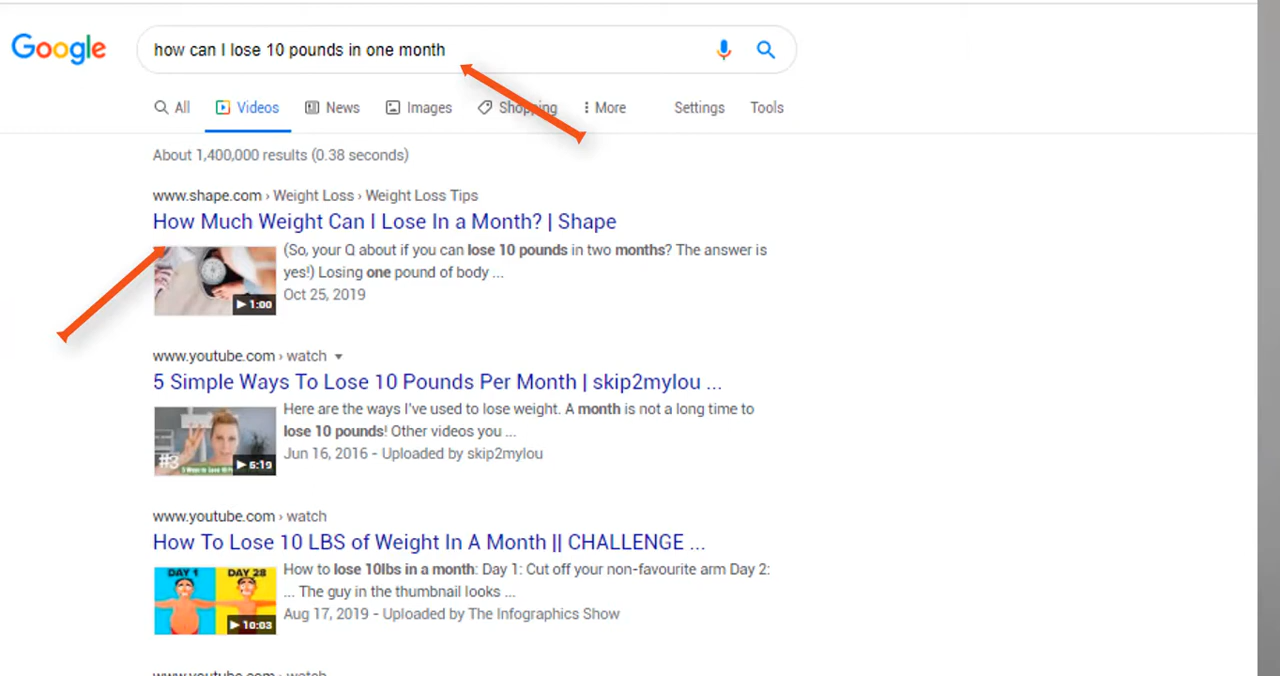 Google
how can I lose 10 pounds in one month
All
Videos
News
Images
Shopping
More
Settings
Tools
About 1,400,000 results (0.38 seconds)
www.shape.com › Weight Loss › Weight Loss Tips
How Much Weight Can I Lose In a Month? | Shape
(So, your Q about if you can lose 10 pounds in two months? The answer is
yes!) Losing one pound of body ...
1:00
Oct 25, 2019
www.youtube.com › watch
5 Simple Ways To Lose 10 Pounds Per Month | skip2mylou ...
Here are the ways I've used to lose weight. A month is not a long time to
lose 10 pounds! Other videos you ...
Jun 16, 2016 - Uploaded by skip2mylou
#3
6:19
www.youtube.com › watch
How To Lose 10 LBS of Weight In A Month || CHALLENGE ...
DAY 1 DAY 28
How to lose 10lbs in a month: Day 1: Cut off your non-favourite arm Day 2:
... The guy in the thumbnail looks ...
Aug 17, 2019 - Uploaded by The Infographics Show
10:03
www.youtube.com › watch